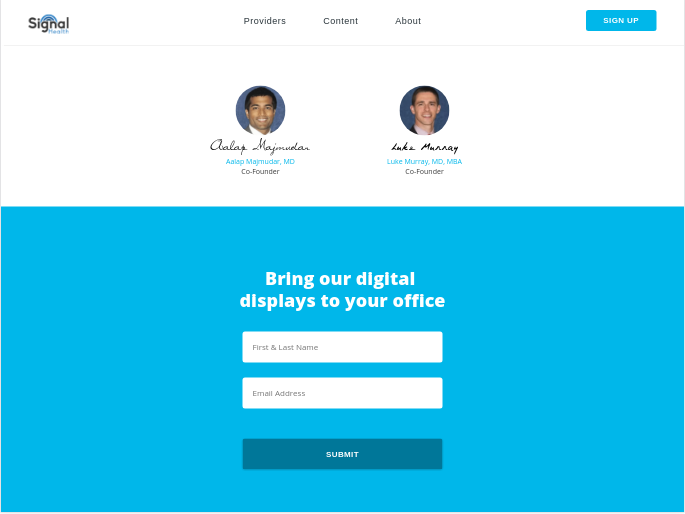 Signal
Health
Providers
Content
About
SIGN UP
Aalap Majmudar
Luke Murray
Aalap Majmudar, MD
Luke Murray, MD, MBA
Co-Founder
Co-Founder
Bring our digital
displays to your office
First & Last Name
Email Address
SUBMIT